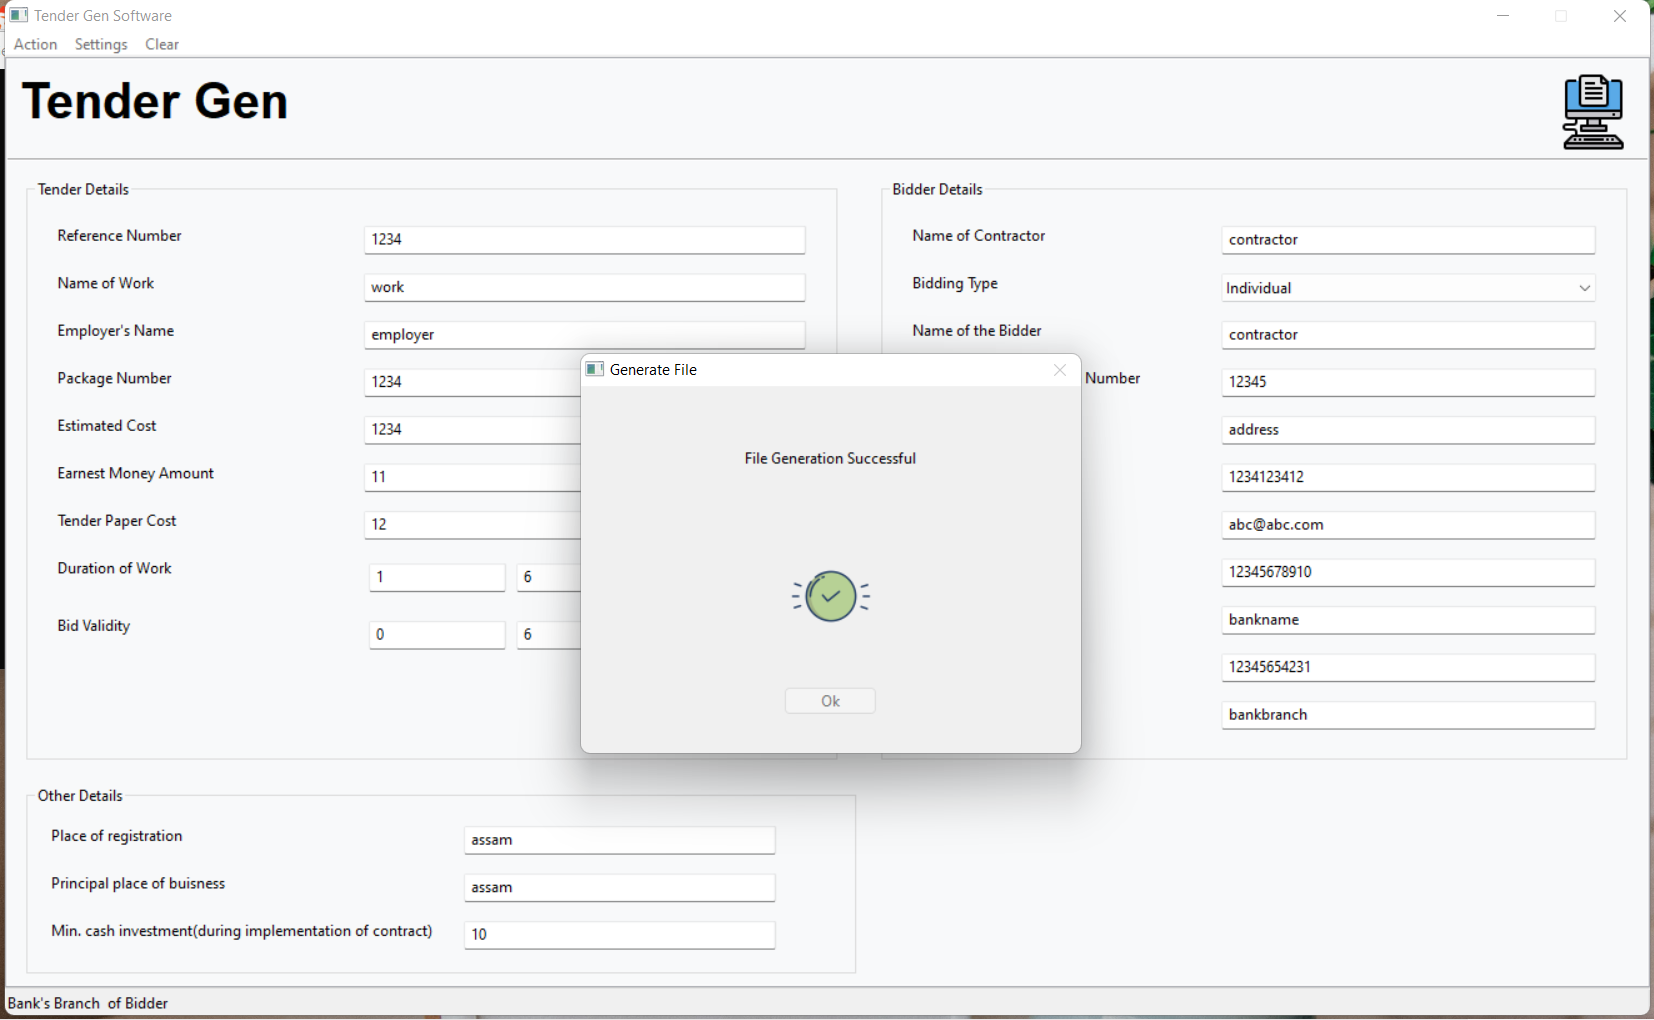 Tender Gen Software
Action Settings Clear
Tender Gen
Tender Details
Reference Number 1234
Name of Work work
Employer's Name employer
Package Number 1234
Estimated Cost 1234
Earnest Money Amount 11
Tender Paper Cost 12
Duration of Work 1 6
Bid Validity 0 6
Bidder Details
Name of Contractor contractor
Bidding Type Individual
Name of the Bidder contractor
Number 12345
address
1234123412
abc@abc.com
12345678910
bankname
12345654231
bankbranch
Generate File
File Generation Successful
Ok
Other Details
Place of registration assam
Principal place of buisness assam
Min. cash investment(during implementation of contract) 10
Bank's Branch of Bidder